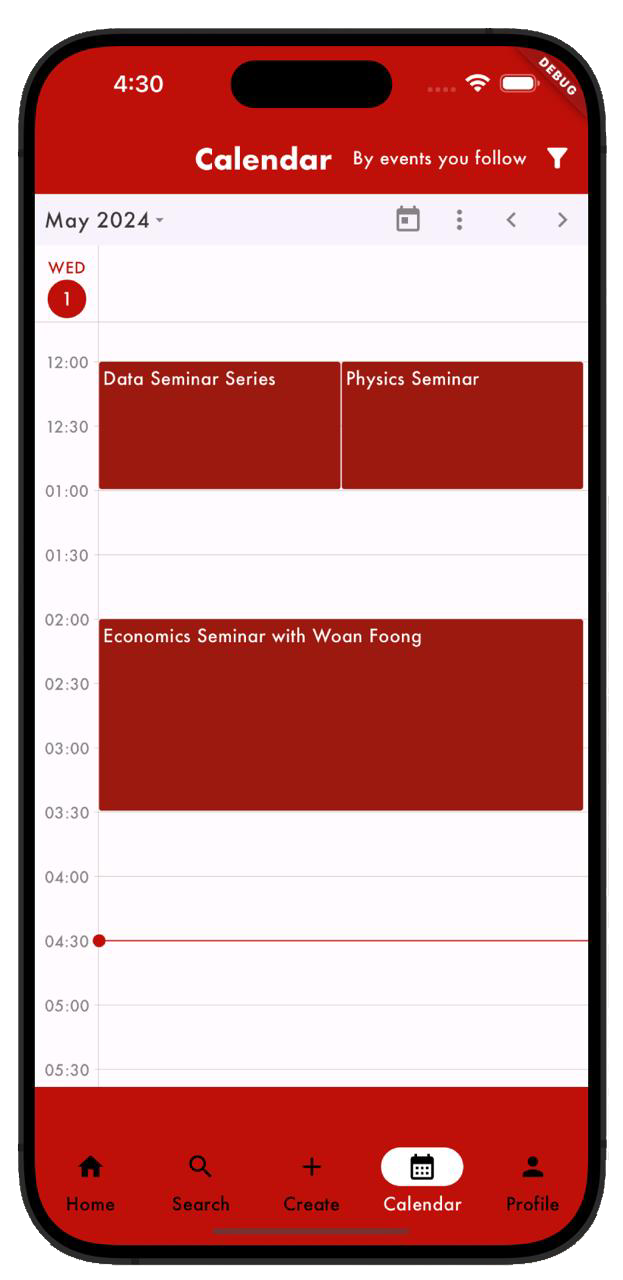 4:30
DEBUG
Calendar By events you follow
May 2024
WED
1
12:00
Data Seminar Series Physics Seminar
12:30
01:00
01:30
02:00
Economics Seminar with Woan Foong
02:30
03:00
03:30
04:00
04:30
05:00
05:30
Home Search Create Calendar Profile